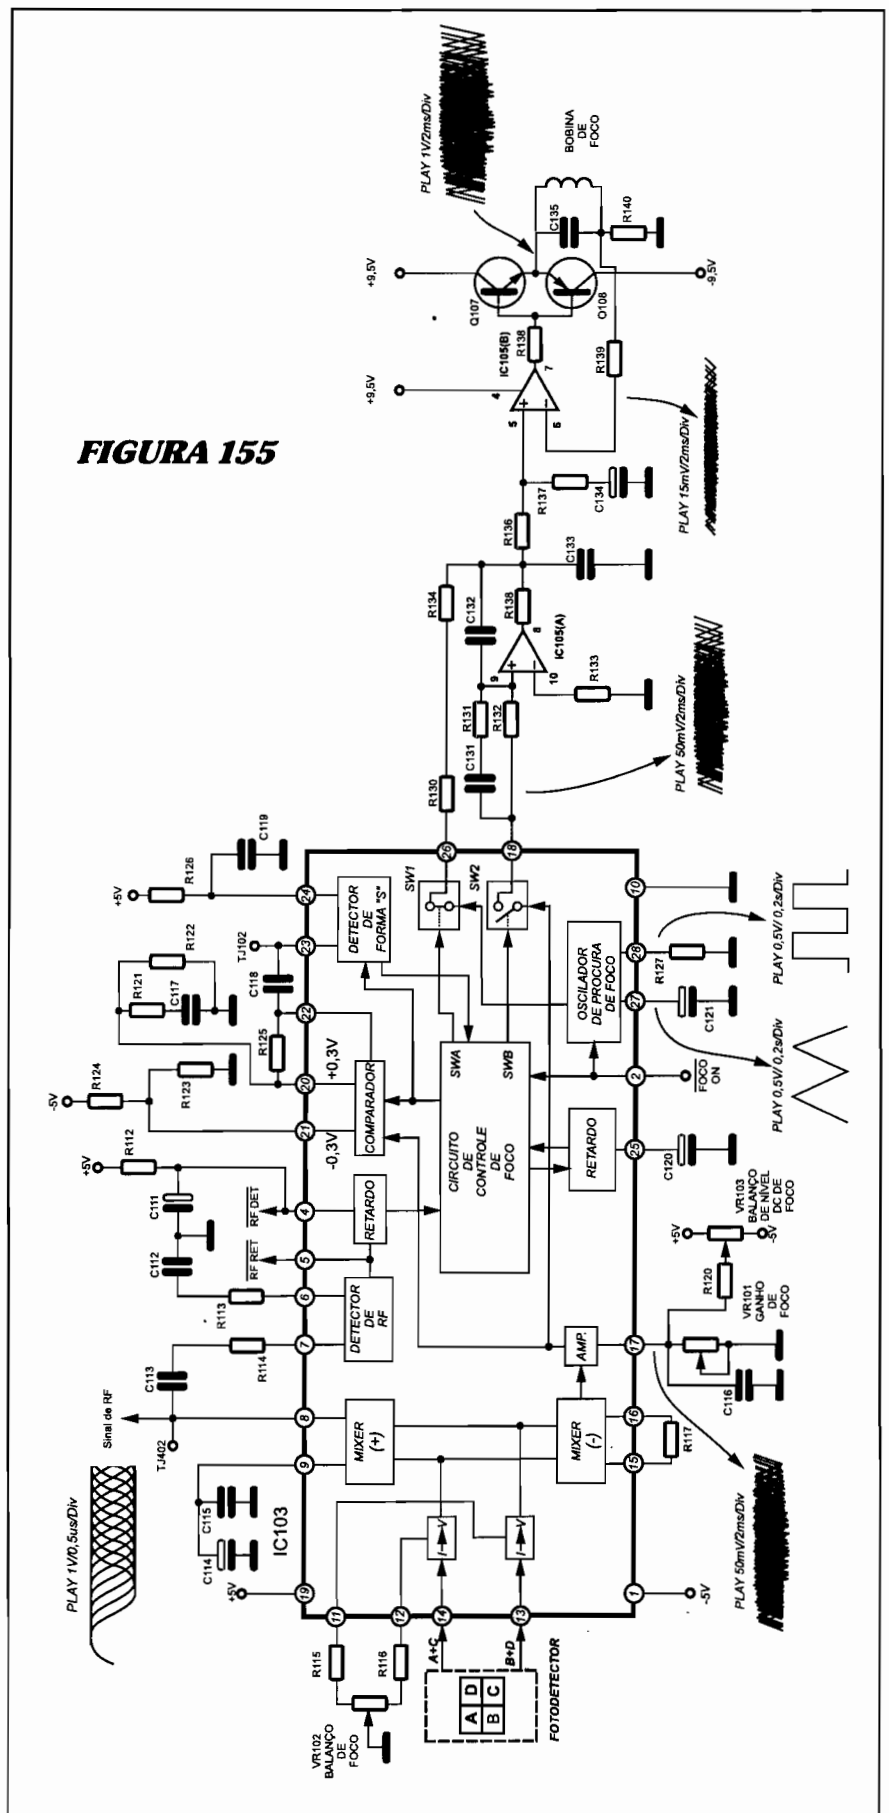 FIGURA 155
PLAY 1V/0,5us/Div
Sinal de RF
TJ402
C113
R114
R113
C112
C111
+5V
R112
RF RET
RF DET
-5V
R124
R123
R121
C117
R122
R125
C118
TJ102
+5V
R126
C119
C114
C115
+5V
IC103
19
9
8
7
6
5
4
21
20
22
23
24
-0,3V
+0,3V
MIXER
(+)
DETECTOR
DE
RF
RETARDO
COMPARADOR
DETECTOR
DE
FORMA "S"
VR102
BALANÇO
DE
FOCO
R115
R116
11
12
14
13
A+C
B+D
A
D
B
C
FOTODETECTOR
I
V
I
V
MIXER
(-)
AMP.
CIRCUITO
DE
CONTROLE
DE
FOCO
SWA
SWB
RETARDO
OSCILADOR
DE PROCURA
DE FOCO
SW1
SW2
26
18
1
15
16
17
25
2
27
28
10
-5V
R117
PLAY 50mV/2ms/Div
C116
VR101
GANHO
DE
FOCO
R120
+5V
-5V
VR103
BALANÇO
DE NÍVEL
DC DE
FOCO
C120
FOCO
ON
C121
R127
PLAY 0,5V/ 0,2s/Div
PLAY 0,5V/ 0,2s/Div
R130
R134
C131
R131
R132
C132
9
10
8
+
-
IC105(A)
R133
R138
C133
R136
R137
C134
PLAY 50mV/2ms/Div
5
6
4
7
+
-
+9,5V
IC105(B)
R138
R139
PLAY 15mV/2ms/Div
+9,5V
Q107
Q108
-9,5V
C135
R140
BOBINA
DE
FOCO
PLAY 1V/2ms/Div